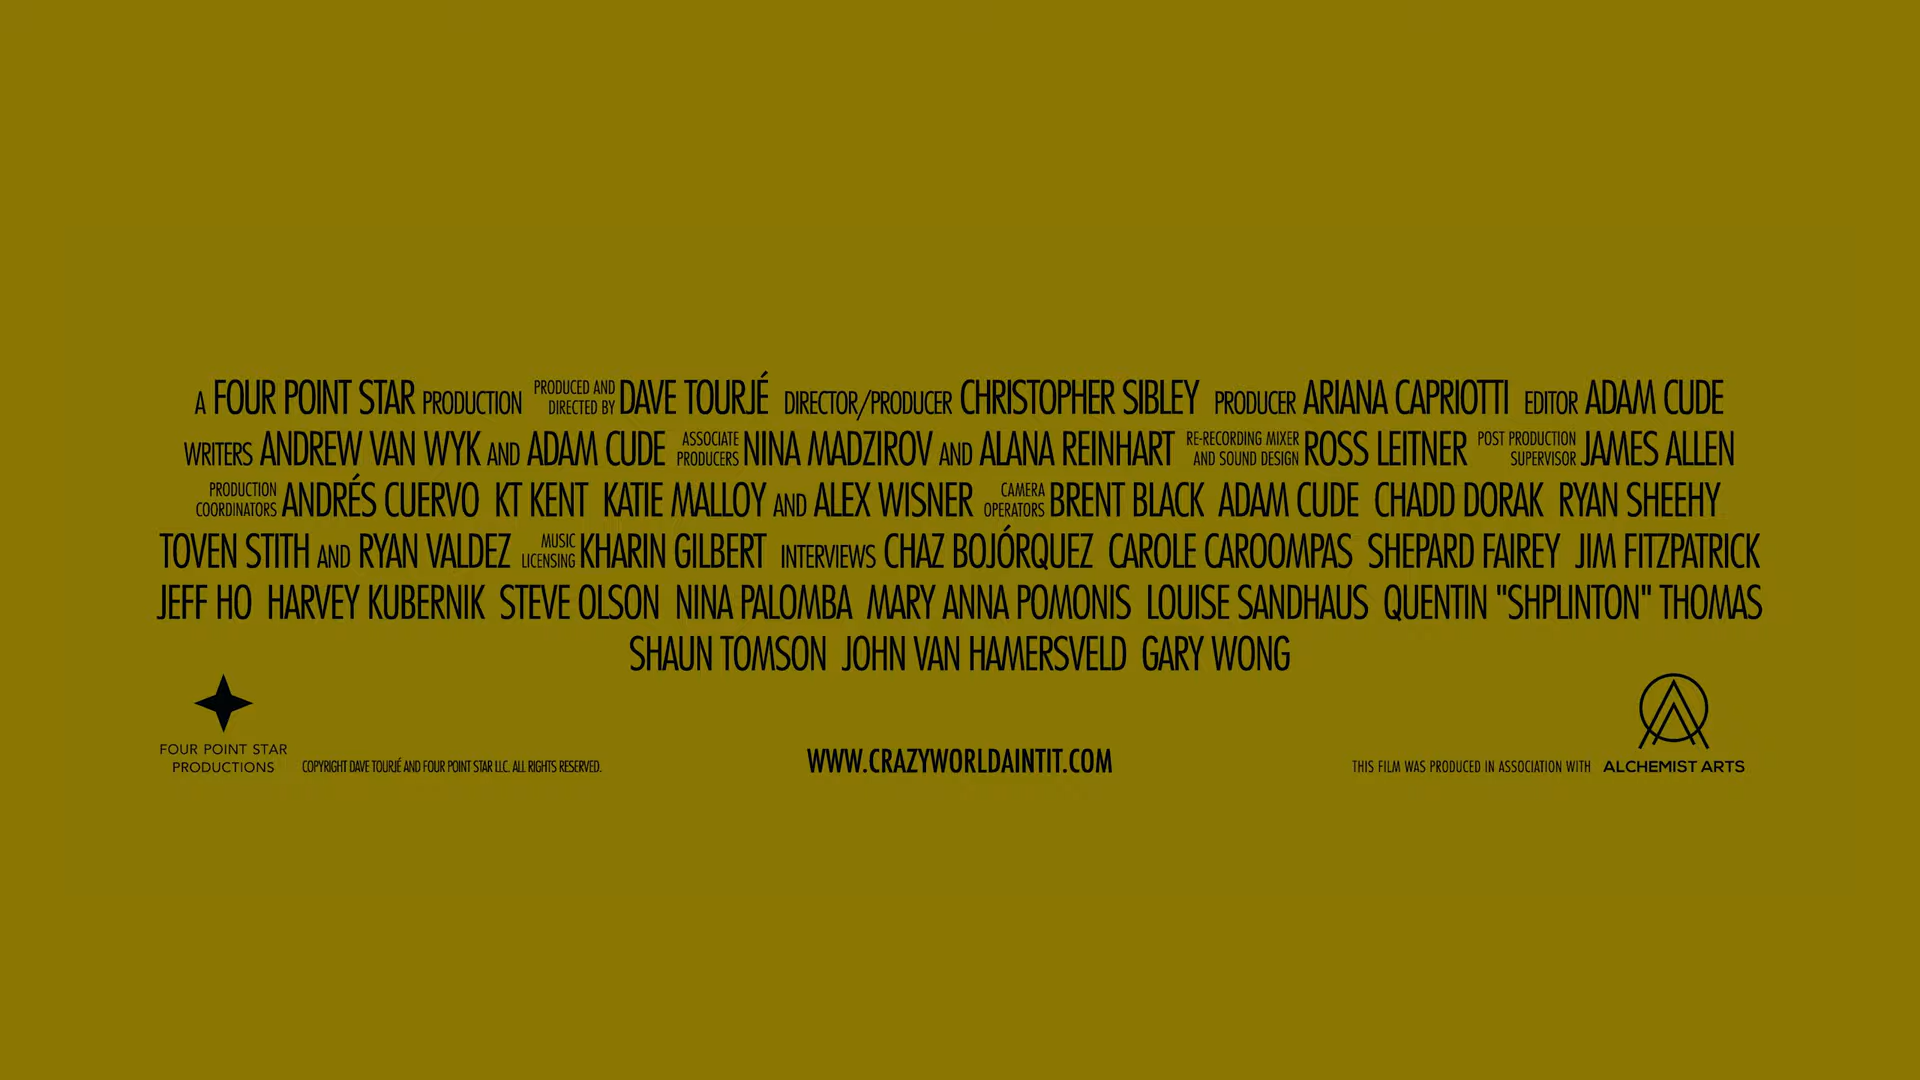 A FOUR POINT STAR PRODUCTION PRODUCED AND DIRECTED BY DAVE TOURJÉ DIRECTOR/PRODUCER CHRISTOPHER SIBLEY PRODUCER ARIANA CAPRIOTTI EDITOR ADAM CUDE
WRITERS ANDREW VAN WYK AND ADAM CUDE ASSOCIATE PRODUCERS NINA MADZIROV AND ALANA REINHART RE-RECORDING MIXER AND SOUND DESIGN ROSS LEITNER POST PRODUCTION SUPERVISOR JAMES ALLEN
PRODUCTION COORDINATORS ANDRÉS CUERVO KT KENT KATIE MALLOY AND ALEX WISNER CAMERA OPERATORS BRENT BLACK ADAM CUDE CHADD DORAK RYAN SHEEHY
TOVEN STITH AND RYAN VALDEZ MUSIC LICENSING KHARIN GILBERT INTERVIEWS CHAZ BOJÓRQUEZ CAROLE CAROOMPAS SHEPARD FAIREY JIM FITZPATRICK
JEFF HO HARVEY KUBERNIK STEVE OLSON NINA PALOMBA MARY ANNA POMONIS LOUISE SANDHAUS QUENTIN "SHPLINTON" THOMAS
SHAUN TOMSON JOHN VAN HAMERSVELD GARY WONG
FOUR POINT STAR
PRODUCTIONS
COPYRIGHT DAVE TOURJÉ AND FOUR POINT STAR LLC. ALL RIGHTS RESERVED.
WWW.CRAZYWORLDAINTIT.COM
THIS FILM WAS PRODUCED IN ASSOCIATION WITH ALCHEMIST ARTS